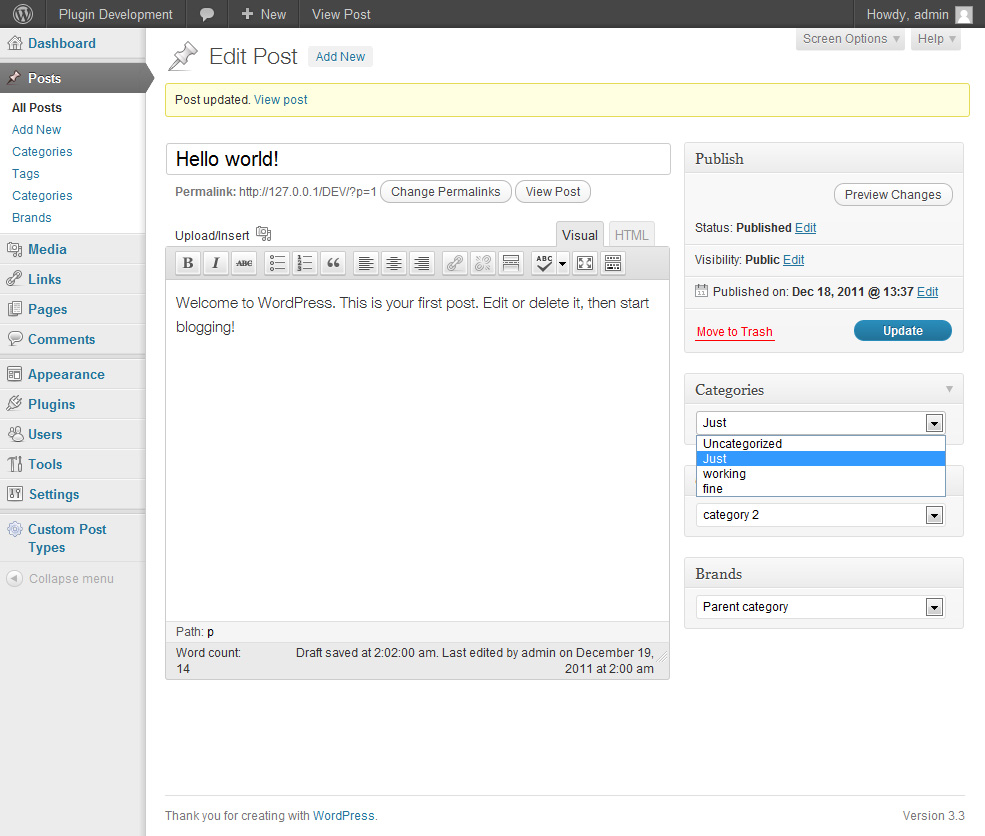 Plugin Development
New
View Post
Howdy, admin
Dashboard
Posts
All Posts
Add New
Categories
Tags
Categories
Brands
Media
Links
Pages
Comments
Appearance
Plugins
Users
Tools
Settings
Custom Post
Types
Collapse menu
Screen Options
Help
Edit Post
Add New
Post updated. View post
Hello world!
Permalink: http://127.0.0.1/DEV/?p=1 Change Permalinks View Post
Upload/Insert
Visual
HTML
B I ABC
ABC
Welcome to WordPress. This is your first post. Edit or delete it, then start
blogging!
Path: p
Word count:
14
Draft saved at 2:02:00 am. Last edited by admin on December 19,
2011 at 2:00 am
Publish
Preview Changes
Status: Published Edit
Visibility: Public Edit
Published on: Dec 18, 2011 @ 13:37 Edit
Move to Trash
Update
Categories
Just
Uncategorized
Just
working
fine
category 2
Brands
Parent category
Thank you for creating with WordPress.
Version 3.3